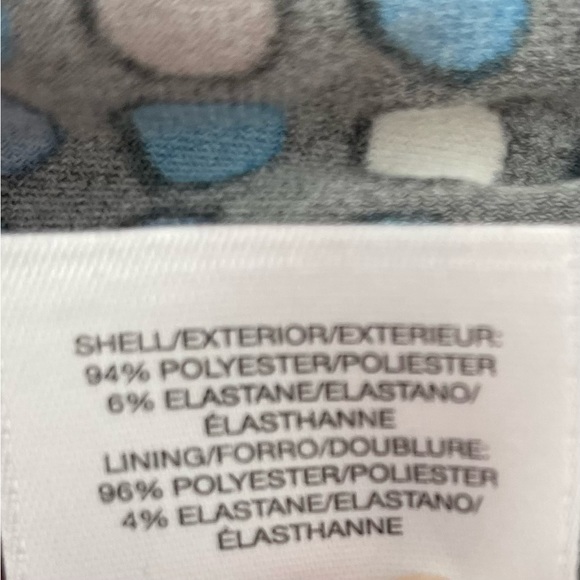 SHELL/EXTERIOR/EXTERIEUR:
94% POLYESTER/POLIESTER
6% ELASTANE/ELASTANO/
ÉLASTHANNE
LINING/FORRO/DOUBLURE:
96% POLYESTER/POLIESTER
4% ELASTANE/ELASTANO/
ÉLASTHANNE